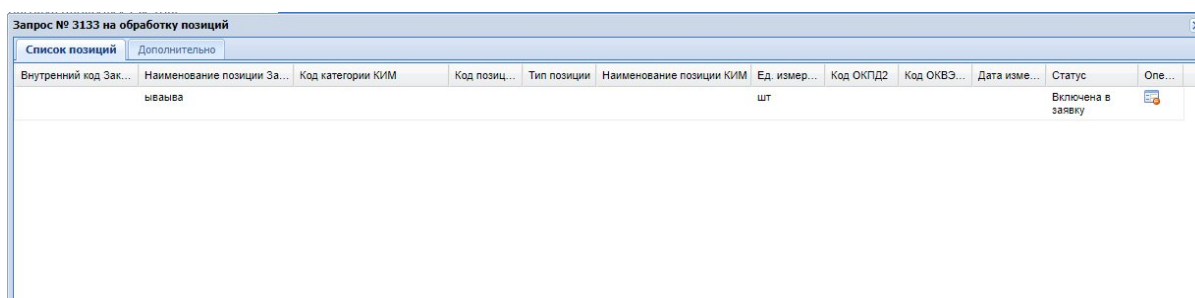 Запрос № 3133 на обработку позиций
Список позиций Дополнительно
Внутренний код Зак... Наименование позиции За... Код категории КИМ Код позиц... Тип позиции Наименование позиции КИМ Ед. измер... Код ОКПД2 Код ОКВЭ... Дата изме... Статус Опе...
ываыва шт Включена в
заявку